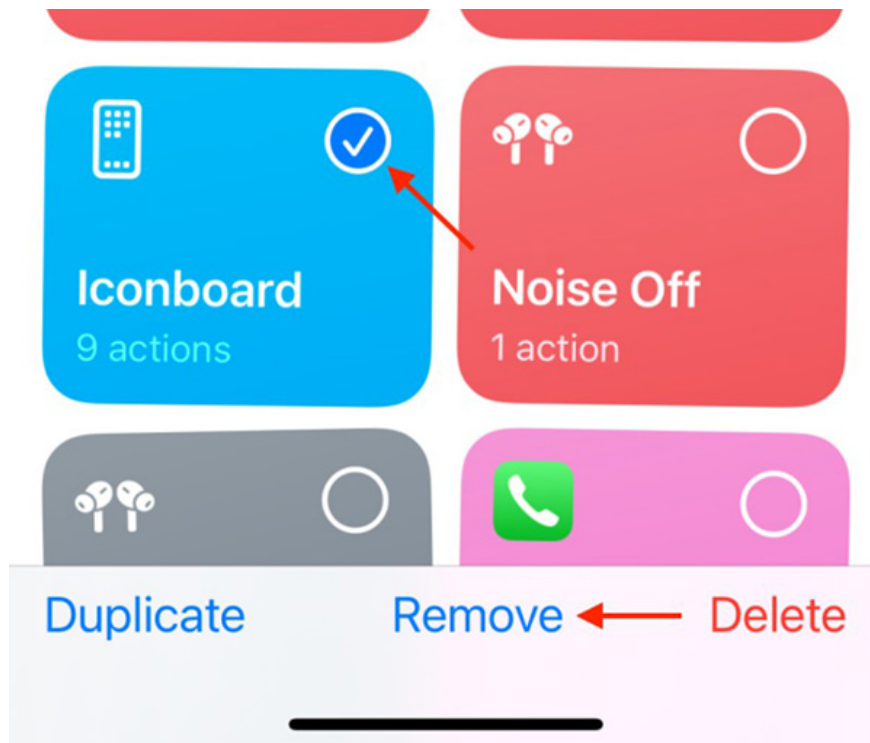 Iconboard
9 actions
Noise Off
1 action
Duplicate
Remove
Delete